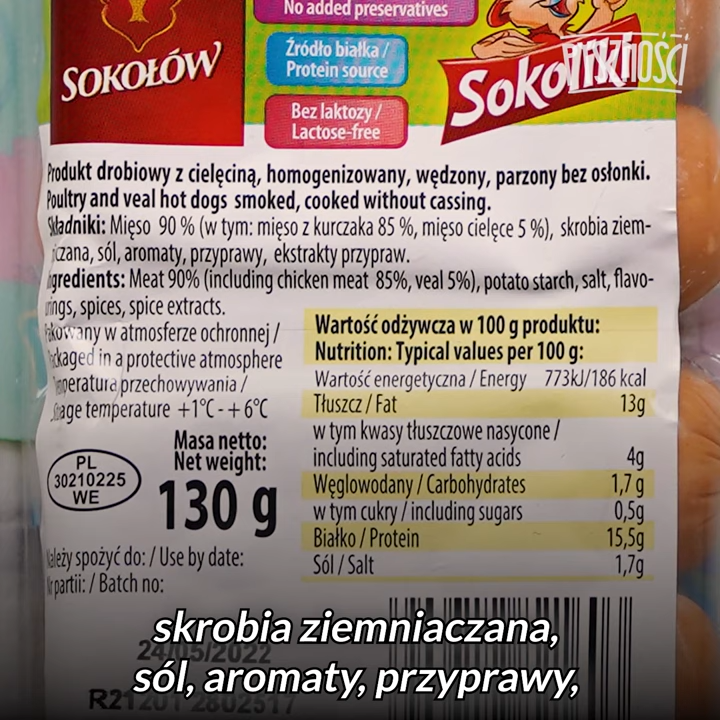 No added preservatives
Źródło białka /
Protein source
Bez laktozy /
Lactose-free
SOKOŁÓW
Sokoliki
PYSZNOŚCI
Produkt drobiowy z cielęciną, homogenizowany, wędzony, parzony bez osłonki.
Poultry and veal hot dogs smoked, cooked without cassing.
Składniki: Mięso 90 % (w tym: mięso z kurczaka 85 %, mięso cielęce 5 %), skrobia ziem-
niczana, sól, aromaty, przyprawy, ekstrakty przypraw.
Ingredients: Meat 90% (including chicken meat 85%, veal 5%), potato starch, salt, flavo-
rings, spices, spice extracts.
Pakowany w atmosferze ochronnej /
Packaged in a protective atmosphere
Temperatura przechowywania /
Storage temperature +1°C - + 6°C
Masa netto:
Net weight:
130 g
PL
30210225
WE
Należy spożyć do: / Use by date:
Nr partii: / Batch no:
Wartość odżywcza w 100 g produktu:
Nutrition: Typical values per 100 g:
Wartość energetyczna / Energy 773kJ/186 kcal
Tłuszcz / Fat 13g
w tym kwasy tłuszczowe nasycone /
including saturated fatty acids 4g
Węglowodany / Carbohydrates 1,7 g
w tym cukry / including sugars 0,5g
Białko / Protein 15,5g
Sól / Salt 1,7g
skrobia ziemniaczana,
24/05/2022
sól, aromaty, przyprawy,